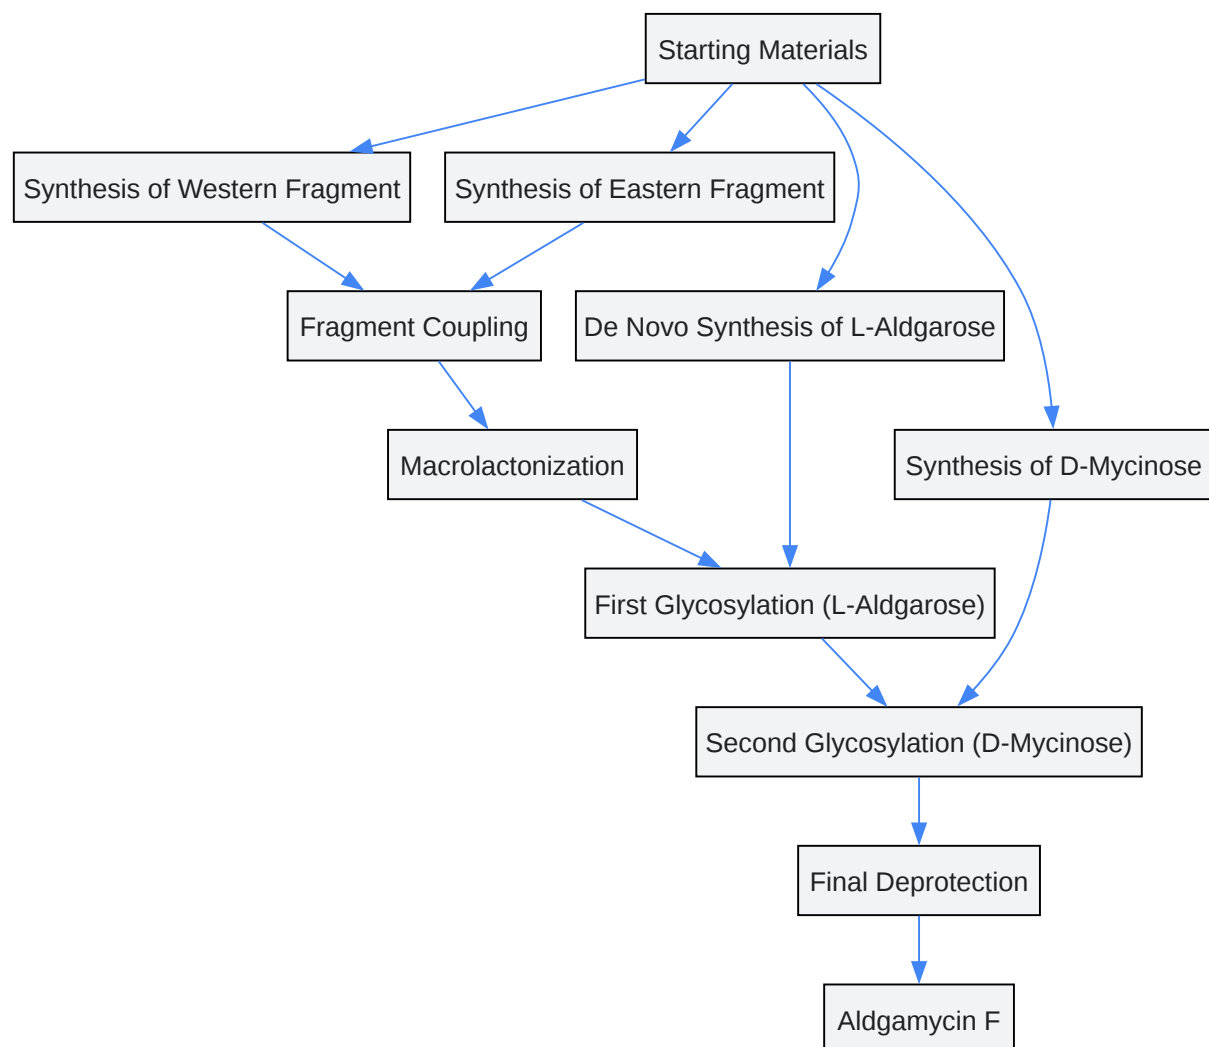 Starting Materials
Synthesis of Western Fragment
Synthesis of Eastern Fragment
Fragment Coupling
De Novo Synthesis of L-Aldgarose
Macrolactonization
Synthesis of D-Mycinose
First Glycosylation (L-Aldgarose)
Second Glycosylation (D-Mycinose)
Final Deprotection
Aldgamycin F